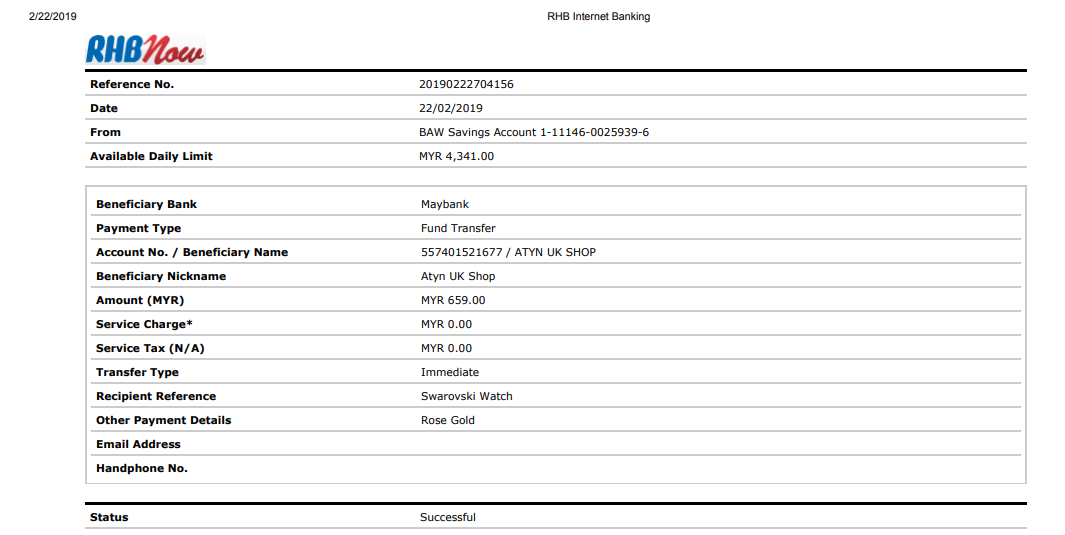 2/22/2019 RHB Internet Banking
RHBNow
Reference No. 20190222704156
Date 22/02/2019
From BAW Savings Account 1-11146-0025939-6
Available Daily Limit MYR 4,341.00
Beneficiary Bank Maybank
Payment Type Fund Transfer
Account No. / Beneficiary Name 557401521677 / ATYN UK SHOP
Beneficiary Nickname Atyn UK Shop
Amount (MYR) MYR 659.00
Service Charge* MYR 0.00
Service Tax (N/A) MYR 0.00
Transfer Type Immediate
Recipient Reference Swarovski Watch
Other Payment Details Rose Gold
Email Address
Handphone No.
Status Successful